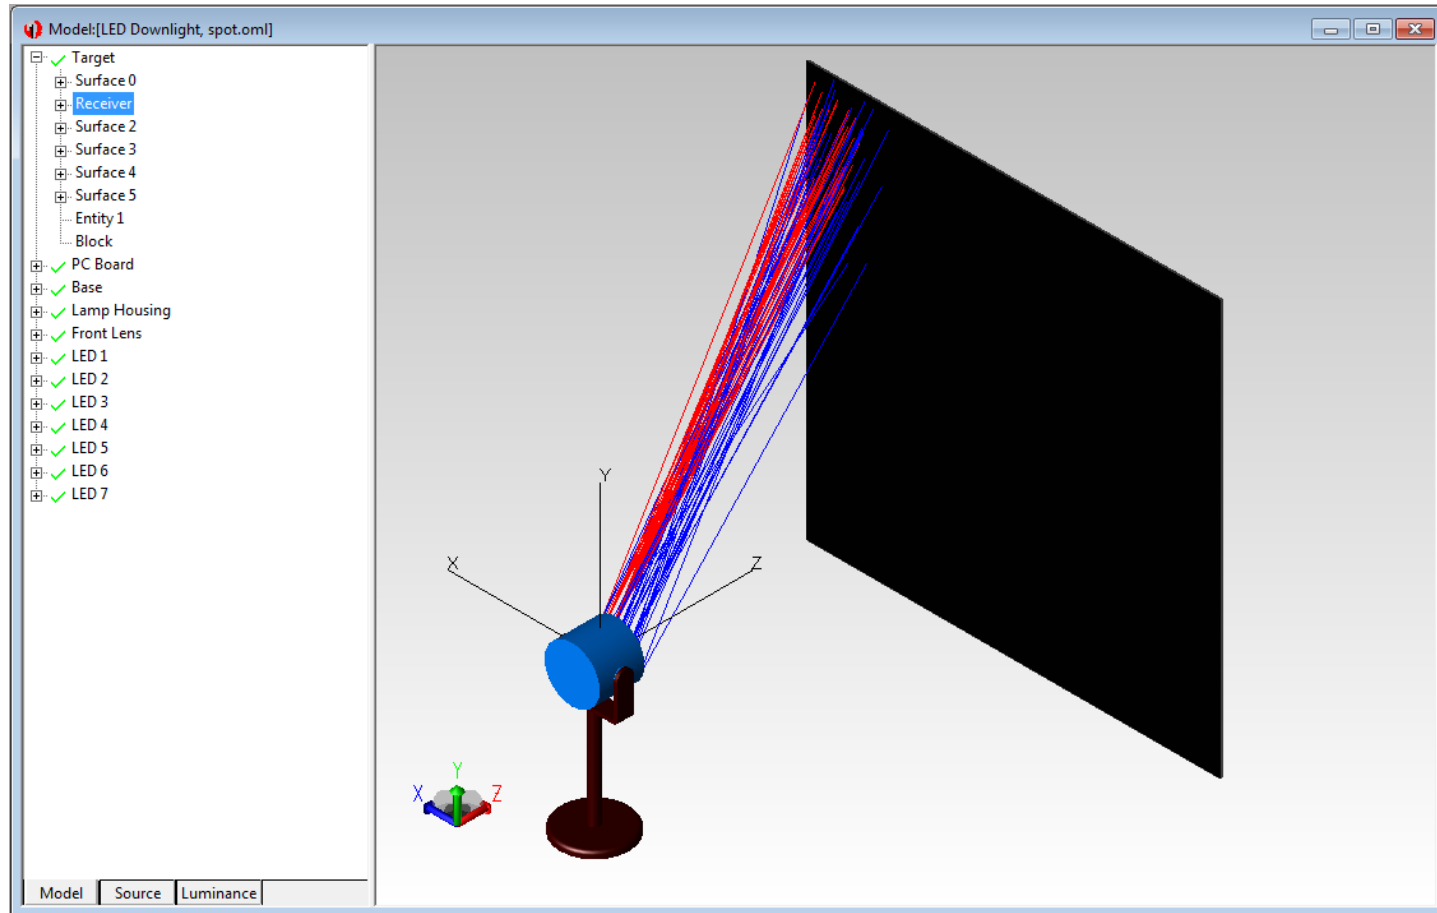 Model:[LED Downlight, spot.oml]
Target
Surface 0
Receiver
Surface 2
Surface 3
Surface 4
Surface 5
Entity 1
Block
PC Board
Base
Lamp Housing
Front Lens
LED 1
LED 2
LED 3
LED 4
LED 5
LED 6
LED 7
Model Source Luminance
Y
X Z
Y
X Z